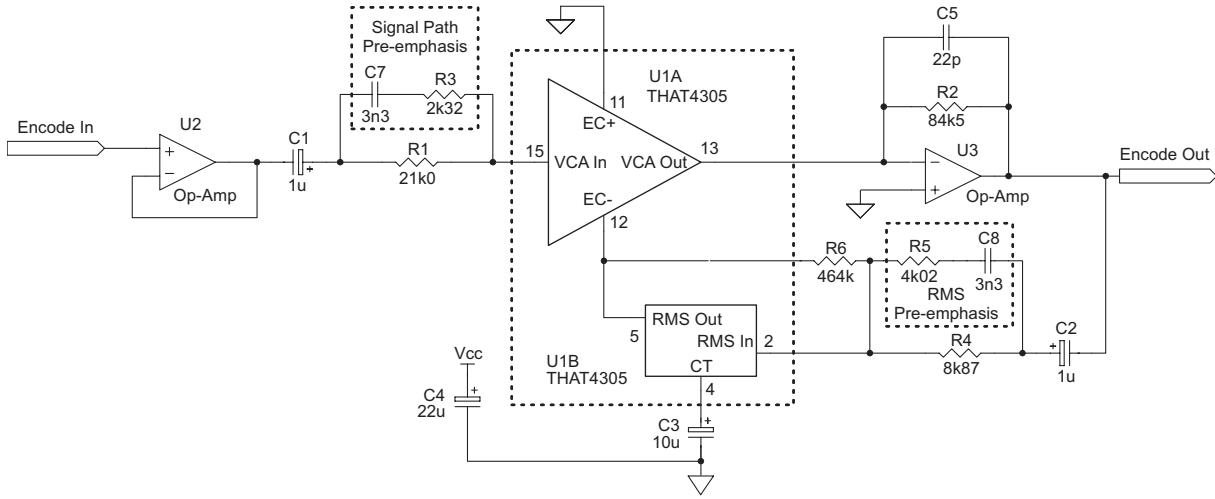 C5
22p
Signal Path
Pre-emphasis
C7
3n3
R3
2k32
U1A
THAT4305
11
EC+
R2
84k5
Encode In
U2
+
−
Op-Amp
C1
+
1u
R1
21k0
15
VCA In
VCA Out
13
EC-
12
−
+
U3
Op-Amp
Encode Out
R6
464k
R5
4k02
C8
3n3
RMS
Pre-emphasis
5
RMS Out
RMS In
2
CT
4
R4
8k87
C2
+
1u
U1B
THAT4305
Vcc
C4
22u
+
C3
10u
+